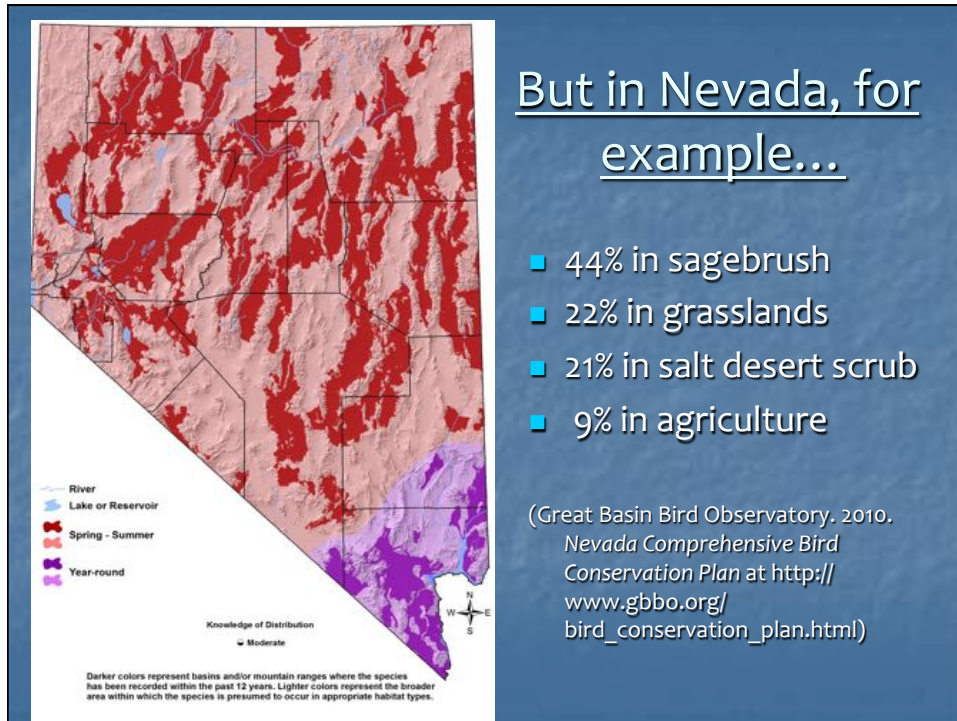 But in Nevada, for
example…
44% in sagebrush
22% in grasslands
21% in salt desert scrub
9% in agriculture
(Great Basin Bird Observatory. 2010.
Nevada Comprehensive Bird
Conservation Plan at http://
www.gbbo.org/
bird_conservation_plan.html)
River
Lake or Reservoir
Spring - Summer
Year-round
N
W E
S
Knowledge of Distribution
Moderate
Darker colors represent basins and/or mountain ranges where the species
has been recorded within the past 12 years. Lighter colors represent the broader
area within which the species is presumed to occur in appropriate habitat types.